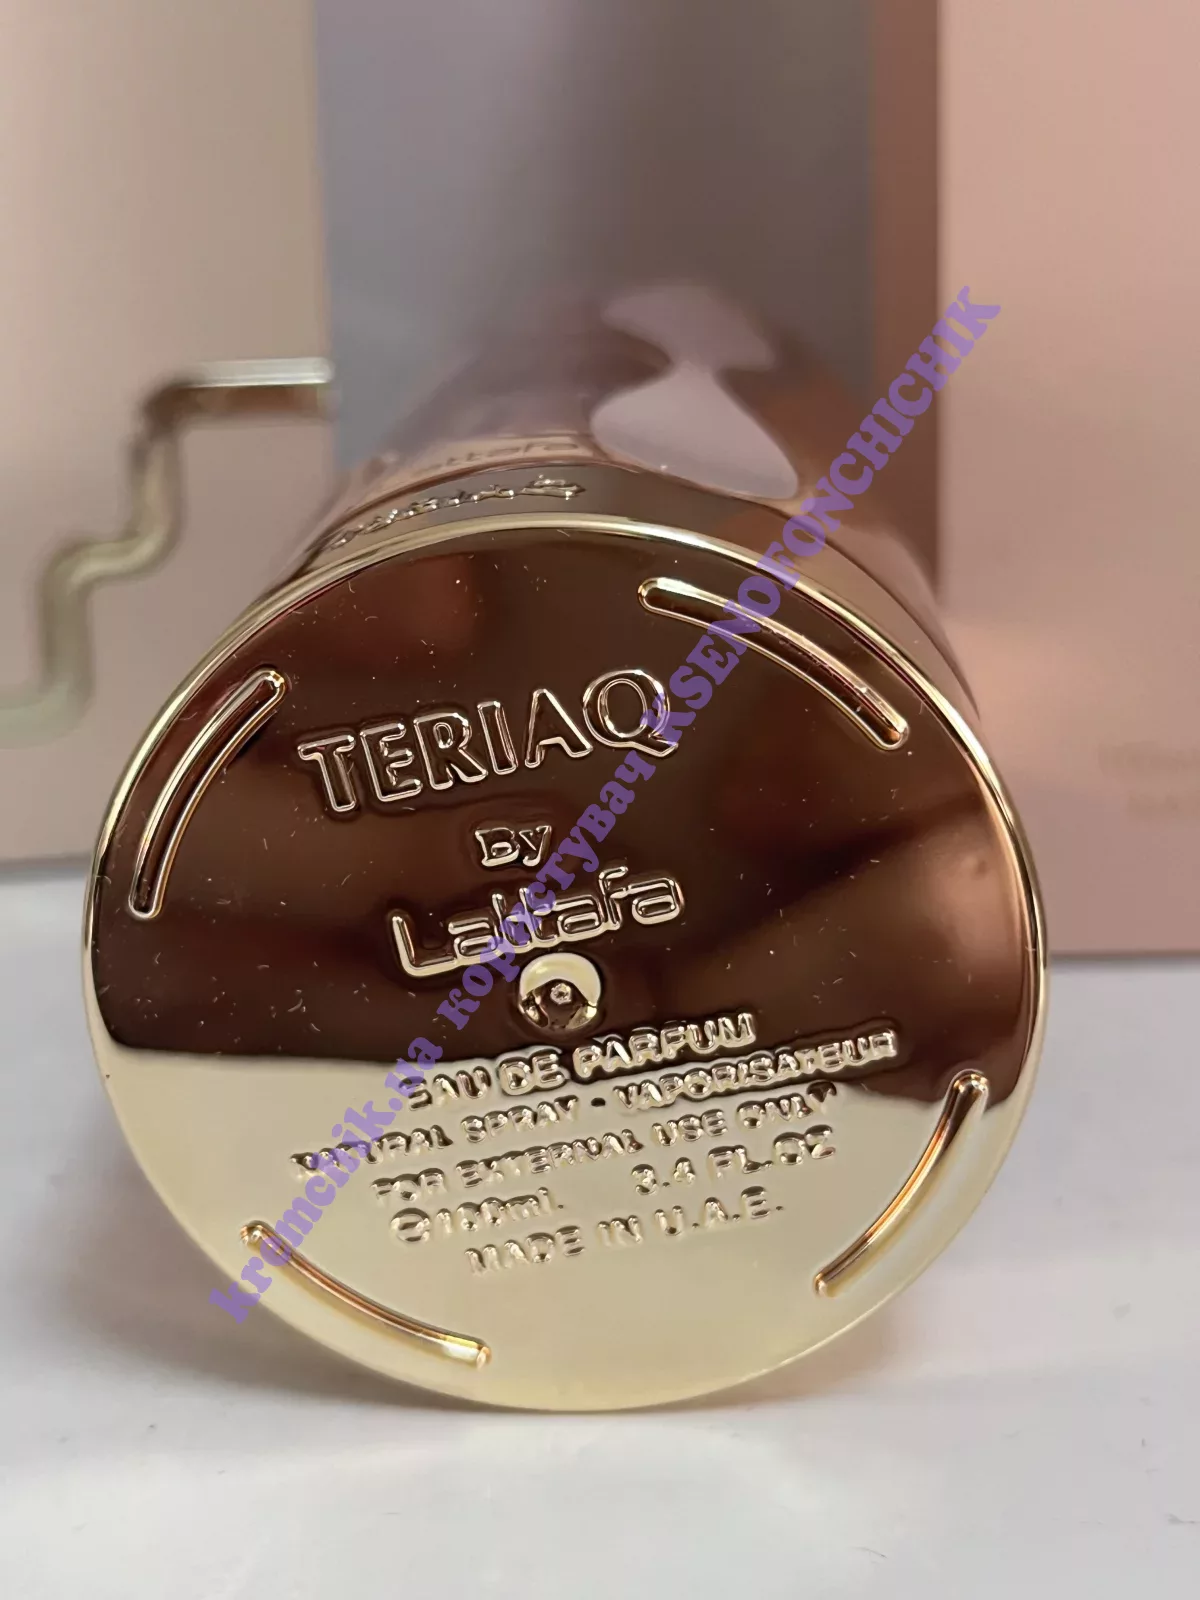 Lattafa
TERIAQ
By
Lattafa
EAU DE PARFUM
NATURAL SPRAY · VAPORISATEUR
FOR EXTERNAL USE ONLY
℮100ml. 3.4 FL.OZ
MADE IN U.A.E.
kremchik.ua користувач KSENOFONCHICHIK